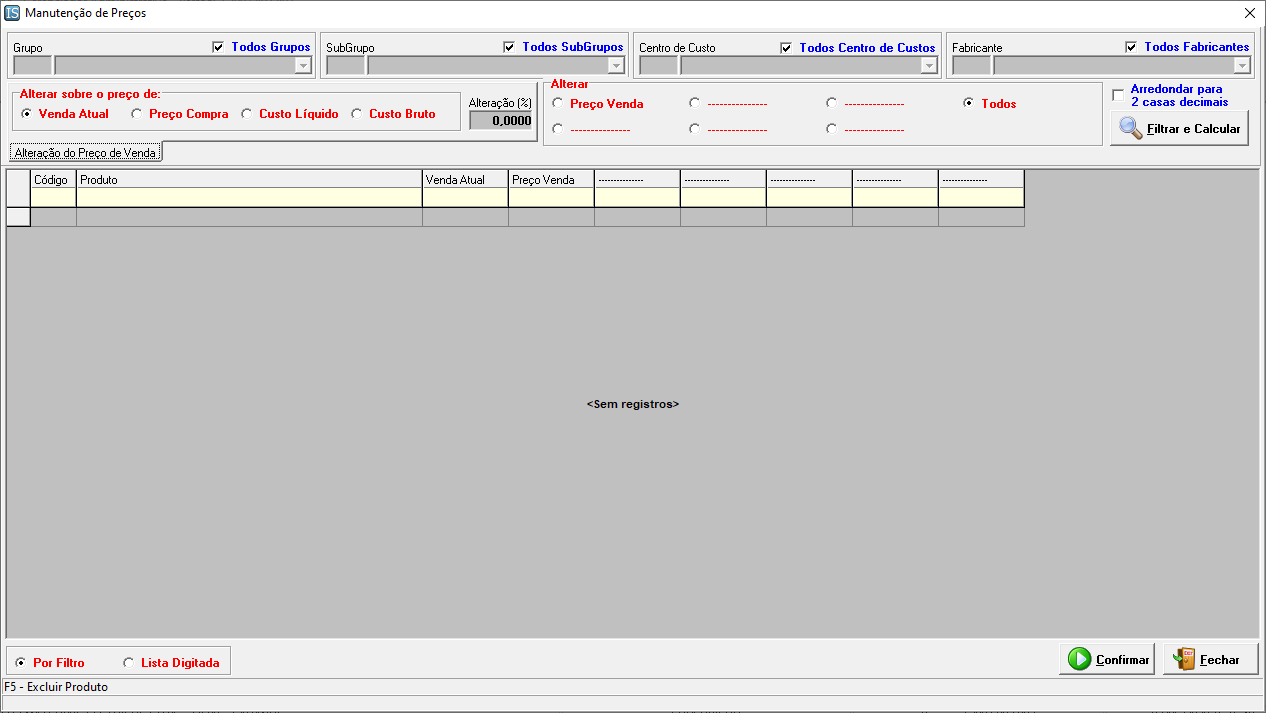 IS Manutenção de Preços
Grupo Todos Grupos SubGrupo Todos SubGrupos Centro de Custo Todos Centro de Custos Fabricante Todos Fabricantes
Alterar sobre o preço de:
Venda Atual Preço Compra Custo Líquido Custo Bruto
Alteração (%)
0,0000
Alterar
Preço Venda -------------- -------------- Todos
-------------- -------------- --------------
Arredondar para
2 casas decimais
Filtrar e Calcular
Alteração do Preço de Venda
Código Produto Venda Atual Preço Venda -------------- -------------- -------------- -------------- --------------
<Sem registros>
Por Filtro Lista Digitada
Confirmar Fechar
F5 - Excluir Produto